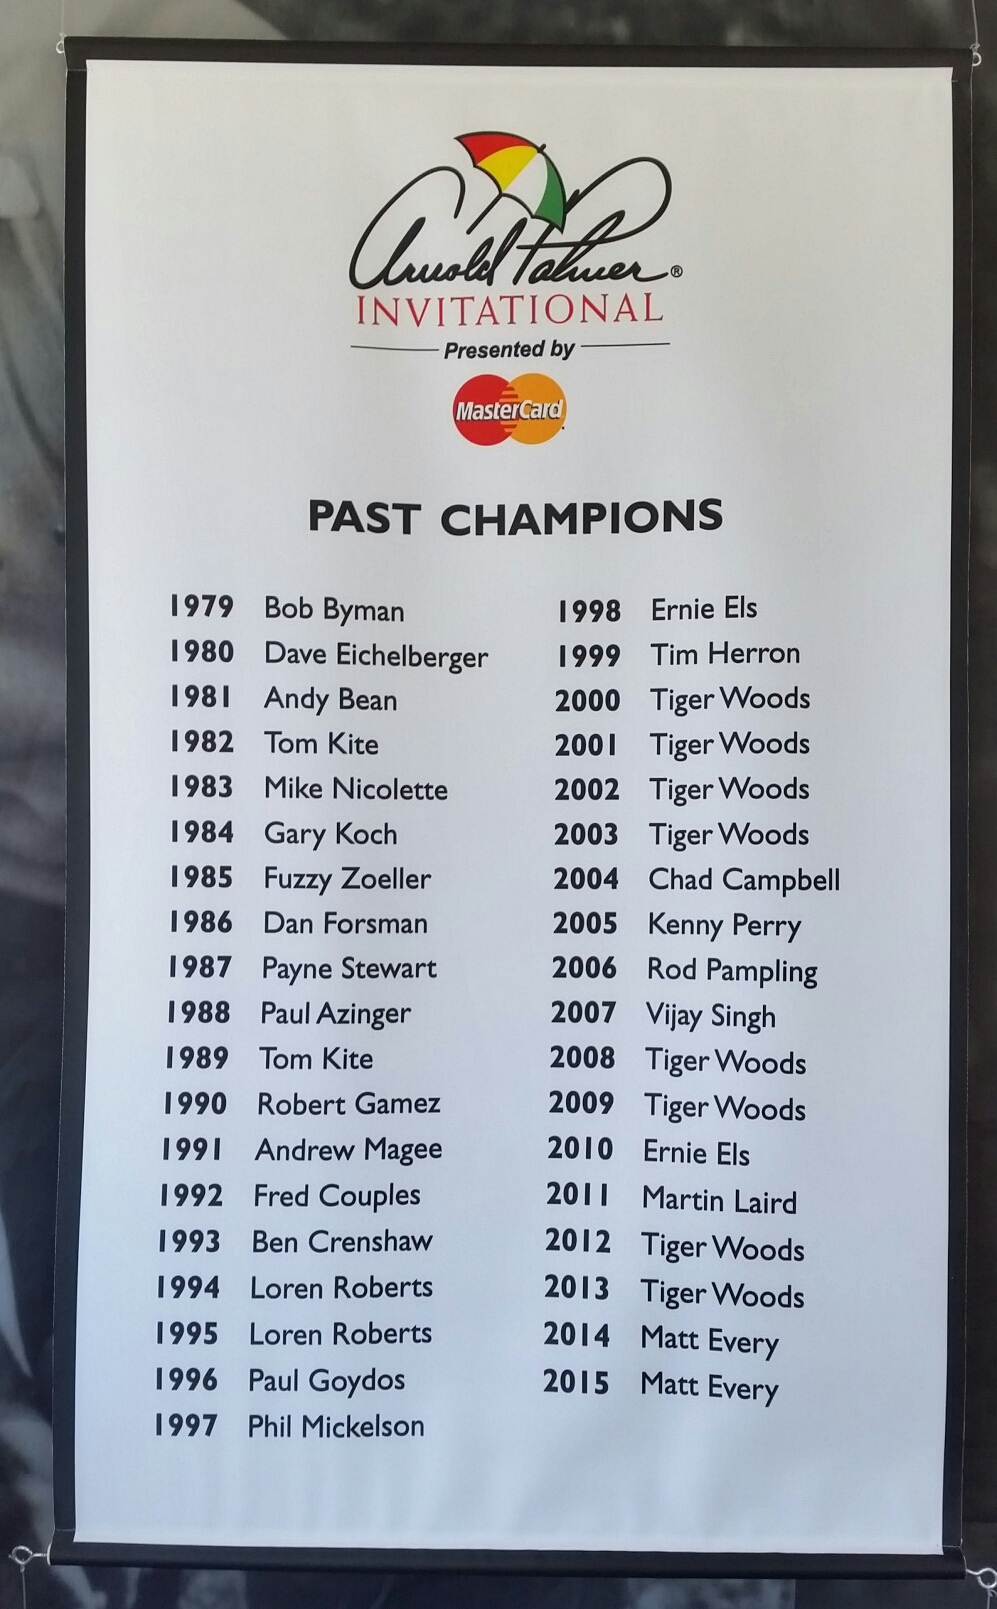 Arnold Palmer®
INVITATIONAL
Presented by
MasterCard
PAST CHAMPIONS
1979 Bob Byman
1980 Dave Eichelberger
1981 Andy Bean
1982 Tom Kite
1983 Mike Nicolette
1984 Gary Koch
1985 Fuzzy Zoeller
1986 Dan Forsman
1987 Payne Stewart
1988 Paul Azinger
1989 Tom Kite
1990 Robert Gamez
1991 Andrew Magee
1992 Fred Couples
1993 Ben Crenshaw
1994 Loren Roberts
1995 Loren Roberts
1996 Paul Goydos
1997 Phil Mickelson
1998 Ernie Els
1999 Tim Herron
2000 Tiger Woods
2001 Tiger Woods
2002 Tiger Woods
2003 Tiger Woods
2004 Chad Campbell
2005 Kenny Perry
2006 Rod Pampling
2007 Vijay Singh
2008 Tiger Woods
2009 Tiger Woods
2010 Ernie Els
2011 Martin Laird
2012 Tiger Woods
2013 Tiger Woods
2014 Matt Every
2015 Matt Every